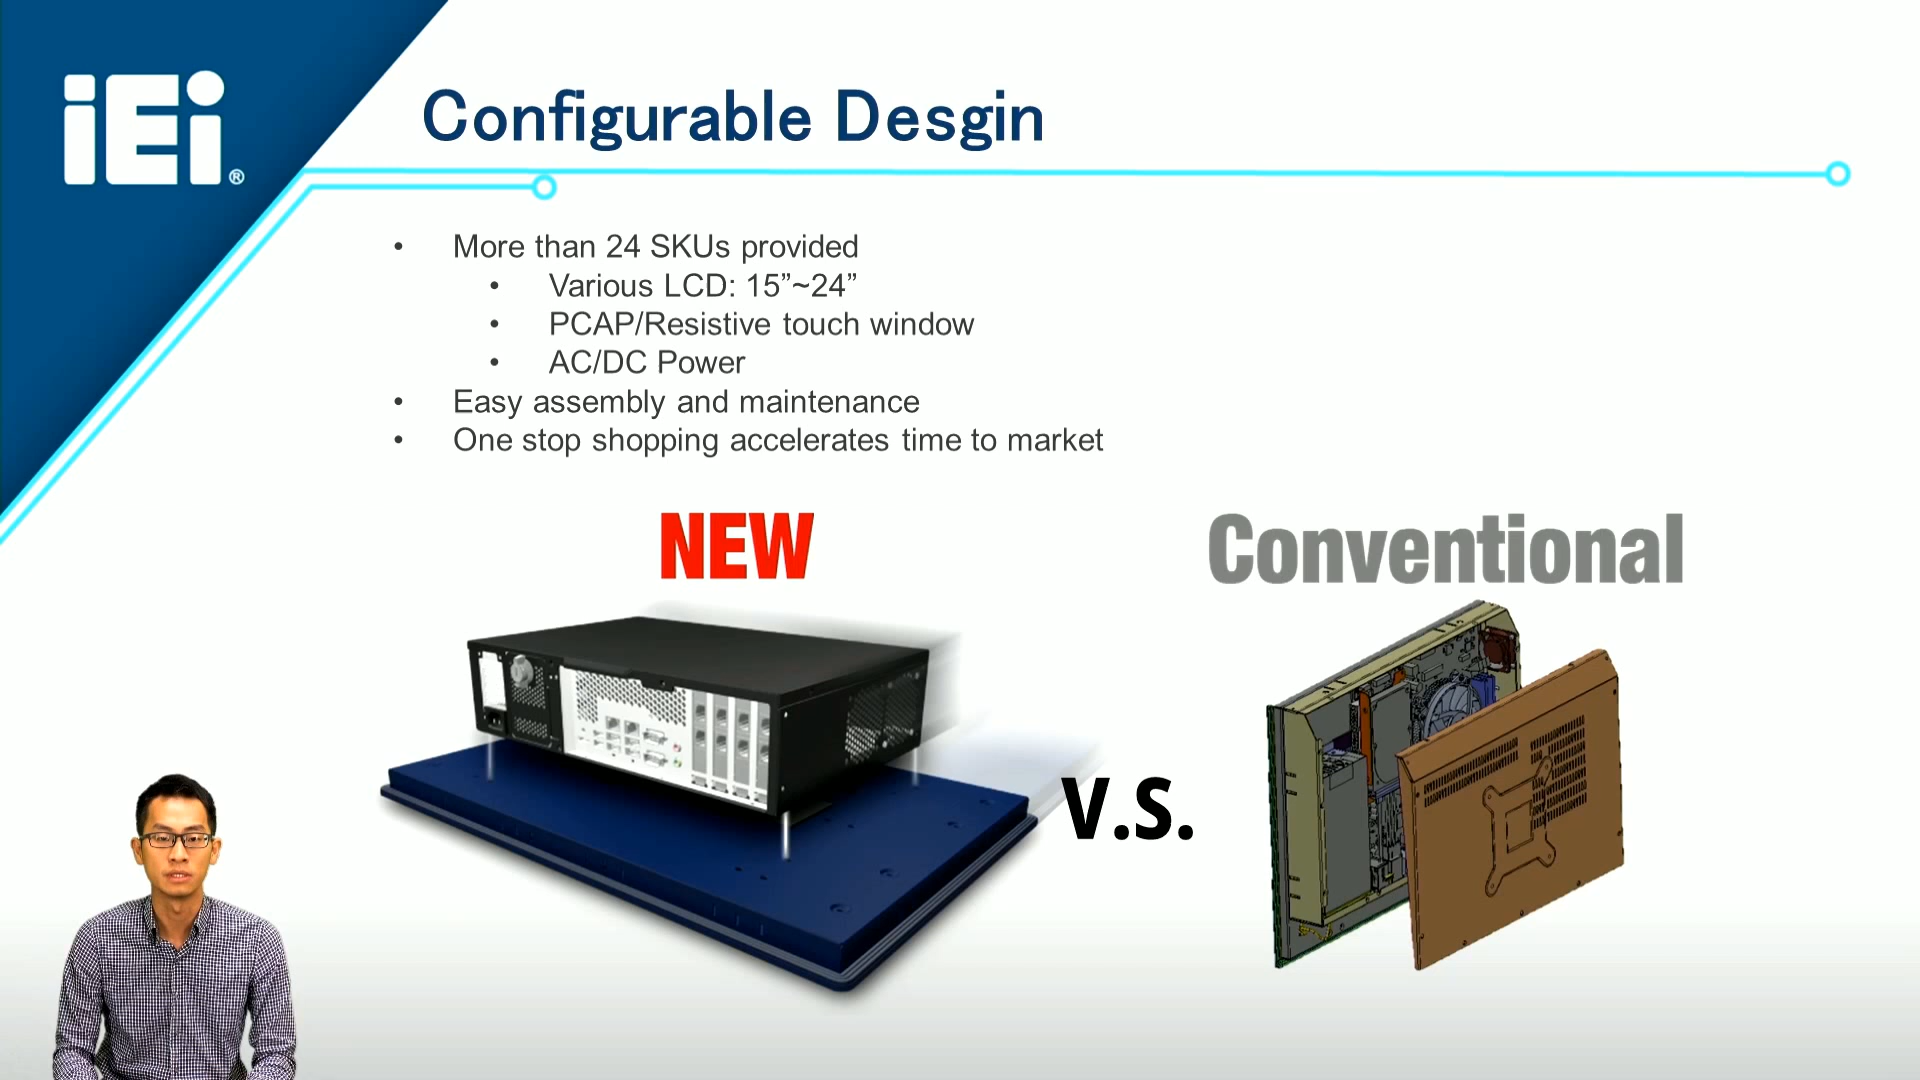 iEi®
Configurable Desgin
• More than 24 SKUs provided
• Various LCD: 15”~24”
• PCAP/Resistive touch window
• AC/DC Power
• Easy assembly and maintenance
• One stop shopping accelerates time to market
NEW
Conventional
V.S.